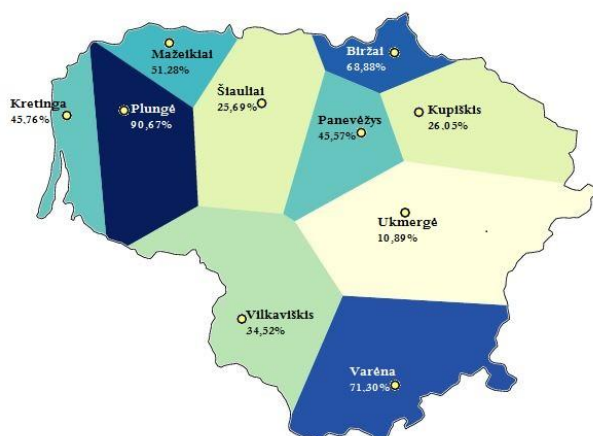 Mažeikiai
51,28%
Biržai
68,88%
Šiauliai
25,69%
Kretinga
45,76%
Plungė
90,67%
Panevėžys
45,57%
Kupiškis
26.05%
Ukmergė
10,89%
Vilkaviškis
34,52%
Varėna
71,30%